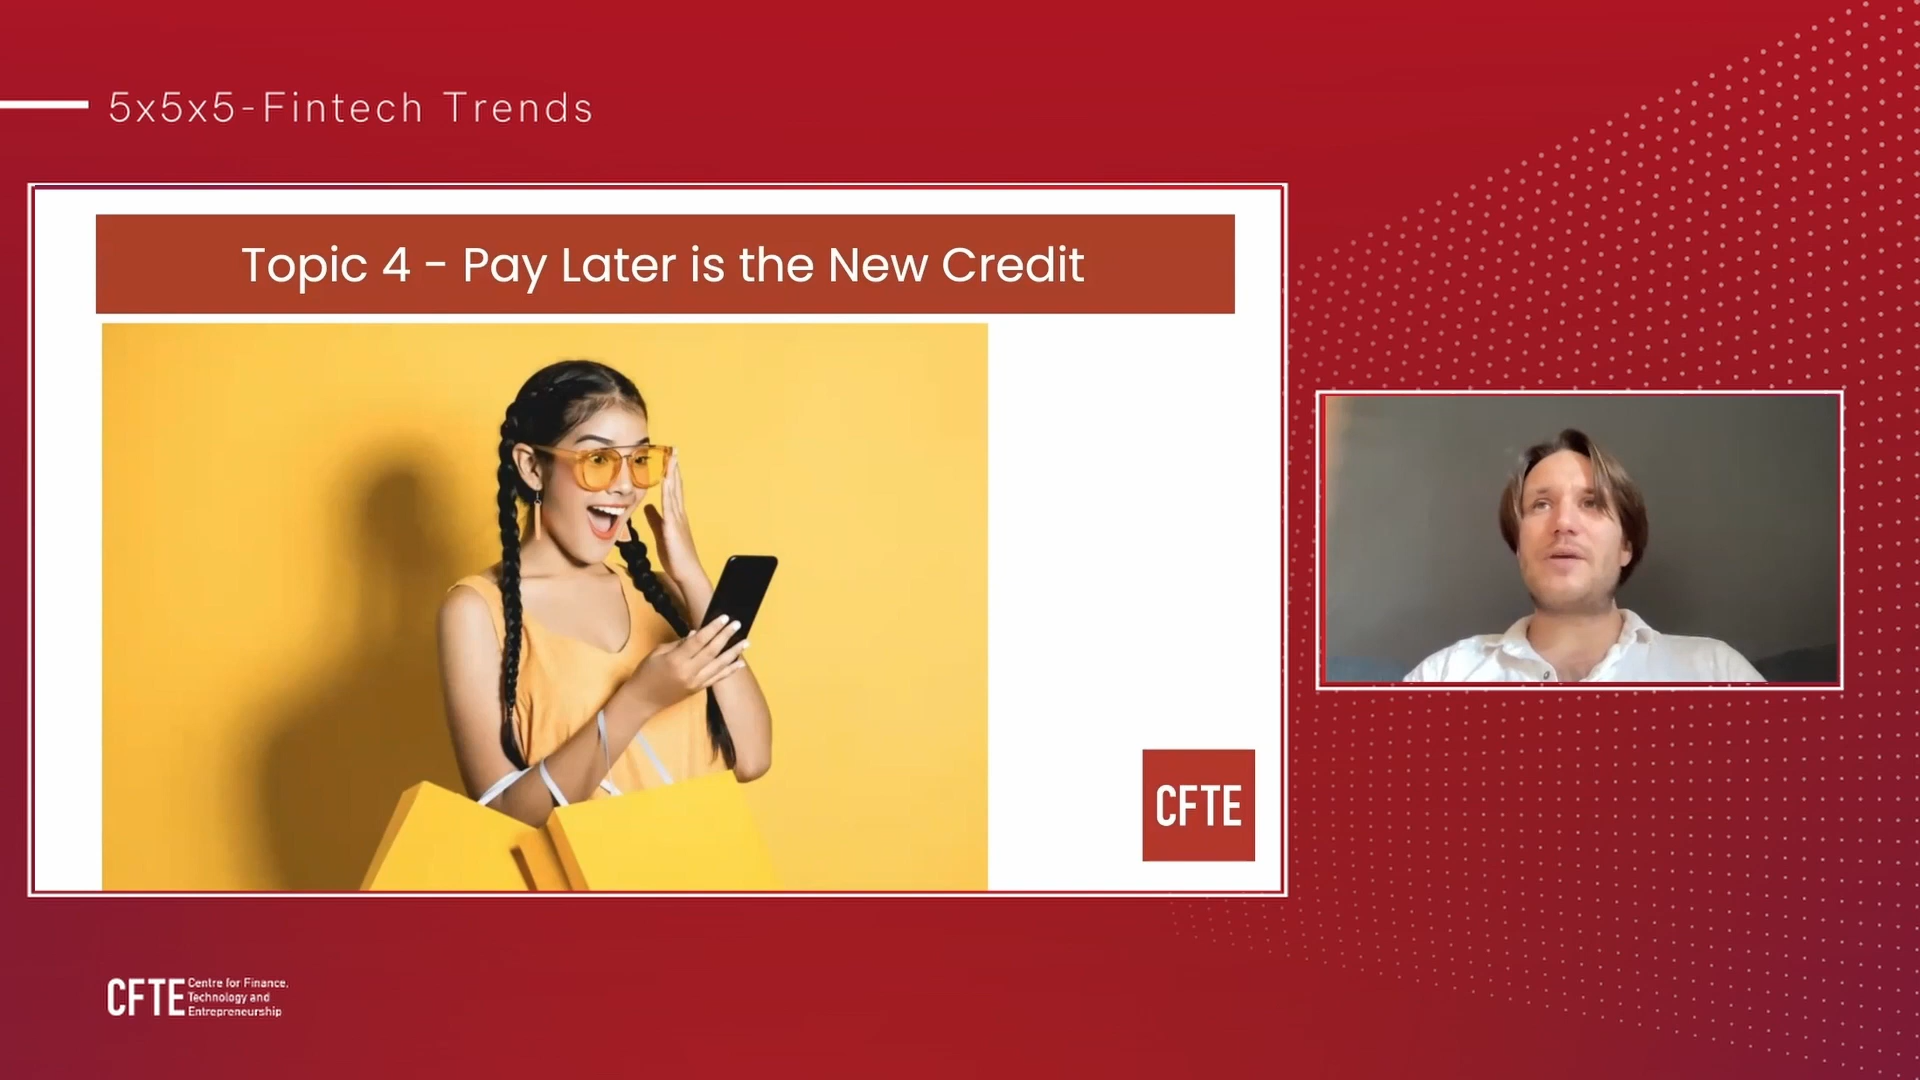 5x5x5-Fintech Trends
Topic 4 - Pay Later is the New Credit
CFTE
CFTE
Centre for Finance,
Technology and
Entrepreneurship